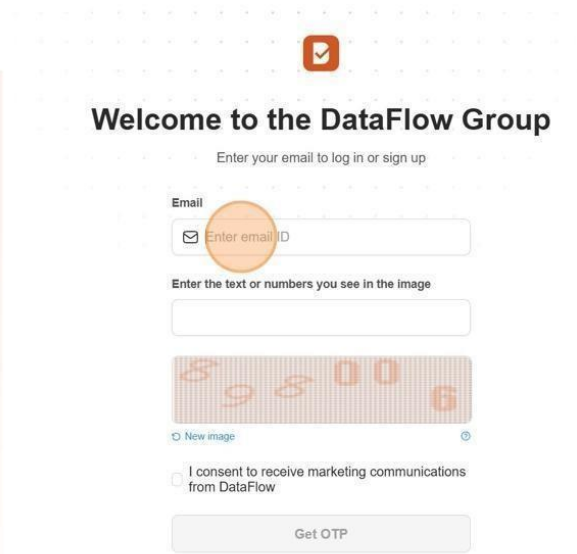 Welcome to the DataFlow Group
Enter your email to log in or sign up
Email
Enter email ID
Enter the text or numbers you see in the image
898006
New image
I consent to receive marketing communications
from DataFlow
Get OTP